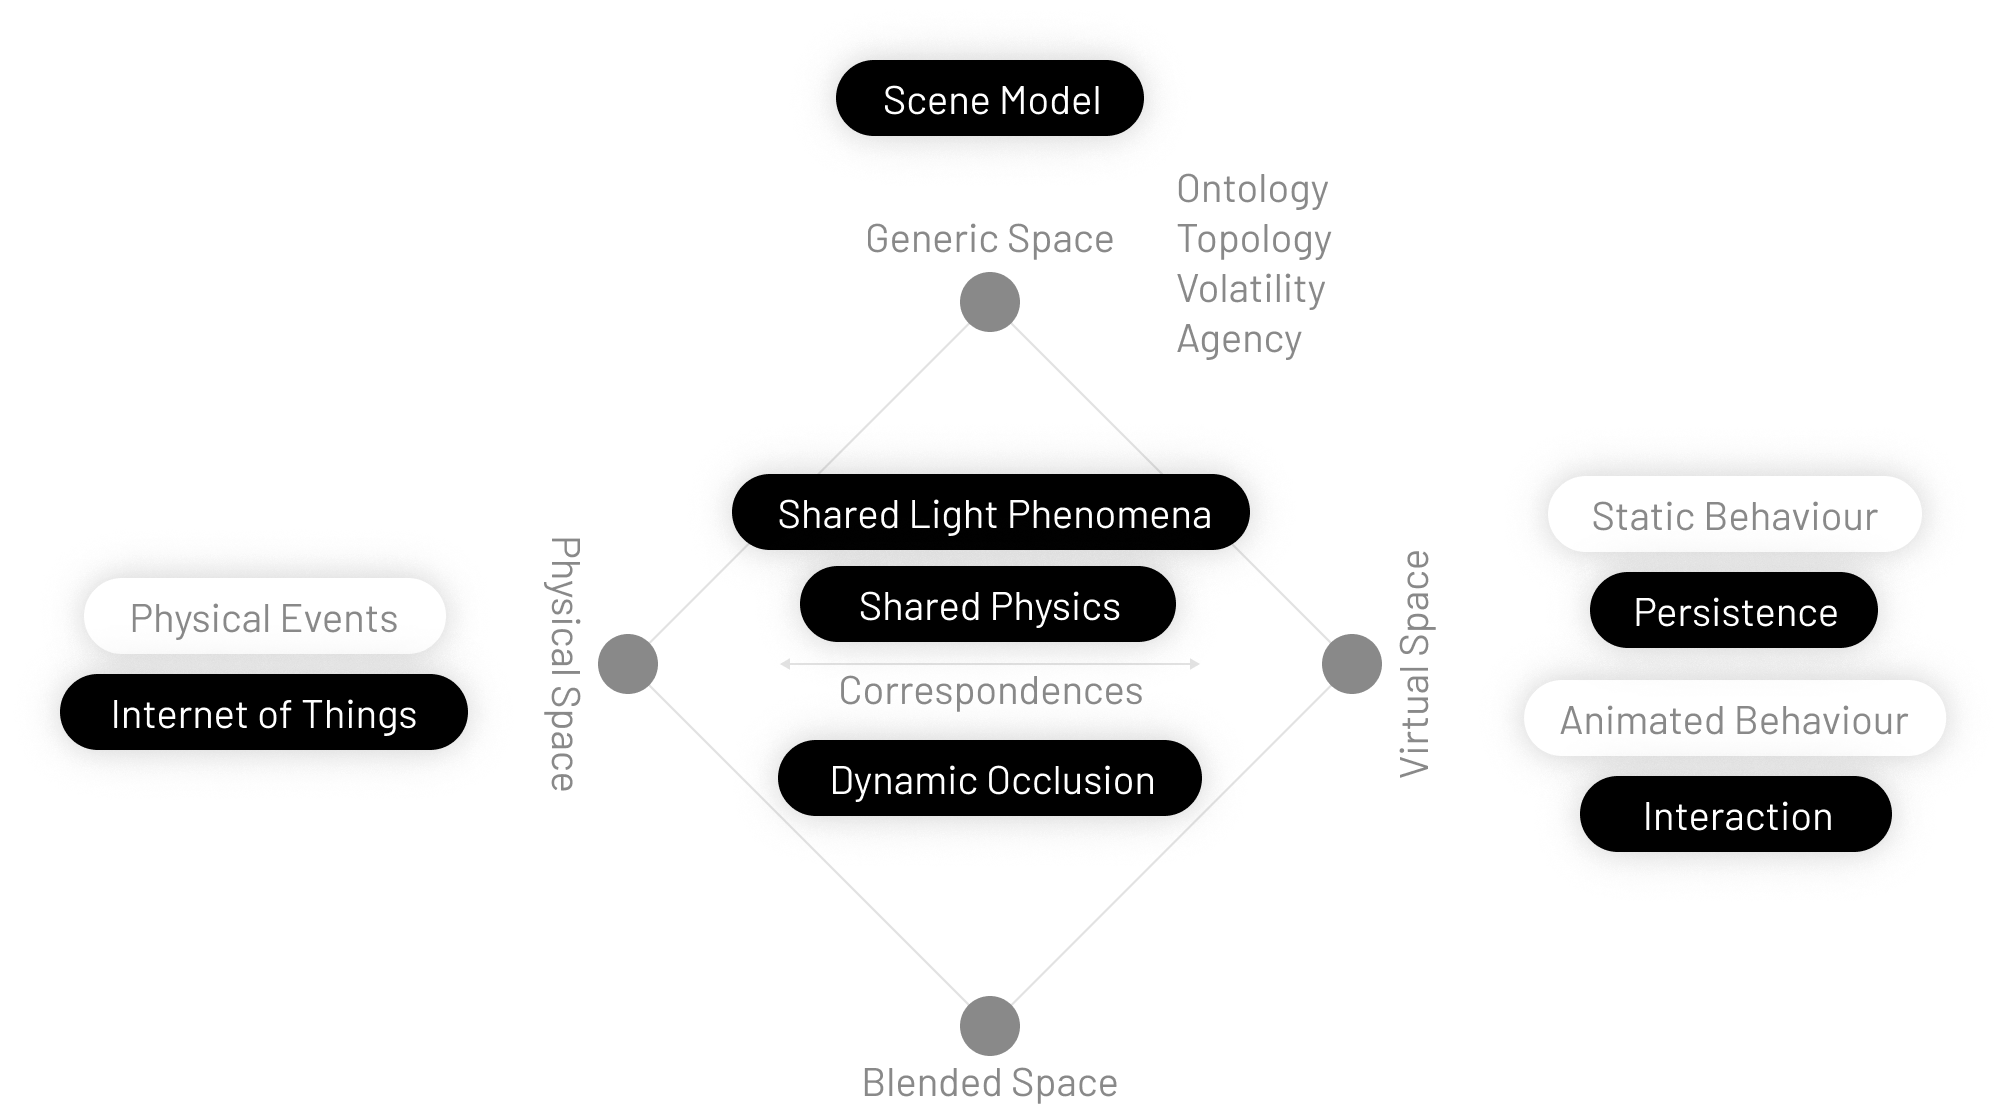 Scene Model
Generic Space
Ontology
Topology
Volatility
Agency
Physical Events
Internet of Things
Physical Space
Shared Light Phenomena
Shared Physics
Correspondences
Dynamic Occlusion
Virtual Space
Static Behaviour
Persistence
Animated Behaviour
Interaction
Blended Space